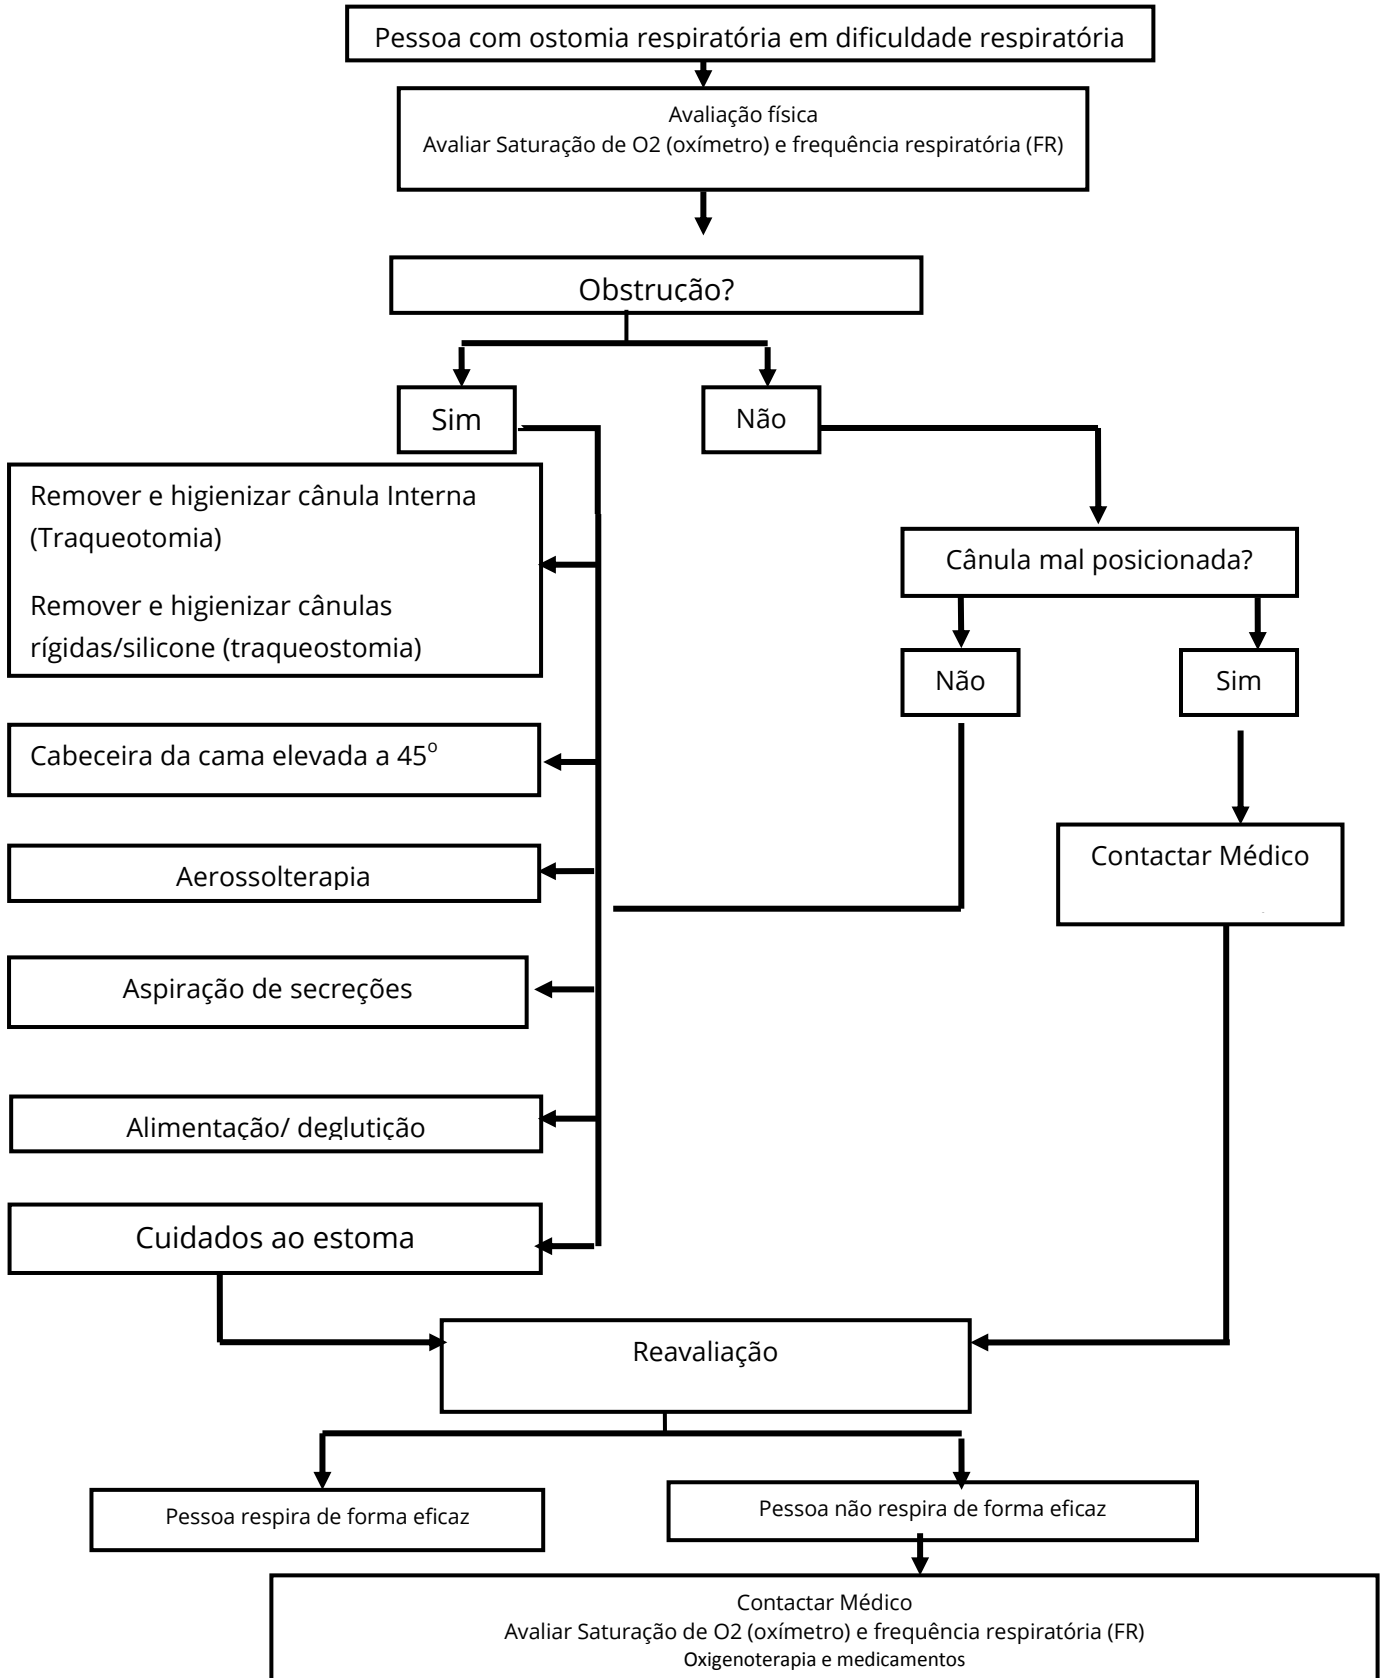 Pessoa com ostomia respiratória em dificuldade respiratória
Avaliação física
Avaliar Saturação de O2 (oxímetro) e frequência respiratória (FR)
Obstrução?
Sim
Não
Remover e higienizar cânula Interna
(Traqueotomia)
Remover e higienizar cânulas
rígidas/silicone (traqueostomia)
Cânula mal posicionada?
Não
Sim
Cabeceira da cama elevada a 45º
Contactar Médico
Aerossolterapia
Aspiração de secreções
Alimentação/ deglutição
Cuidados ao estoma
Reavaliação
Pessoa respira de forma eficaz
Pessoa não respira de forma eficaz
Contactar Médico
Avaliar Saturação de O2 (oxímetro) e frequência respiratória (FR)
Oxigenoterapia e medicamentos